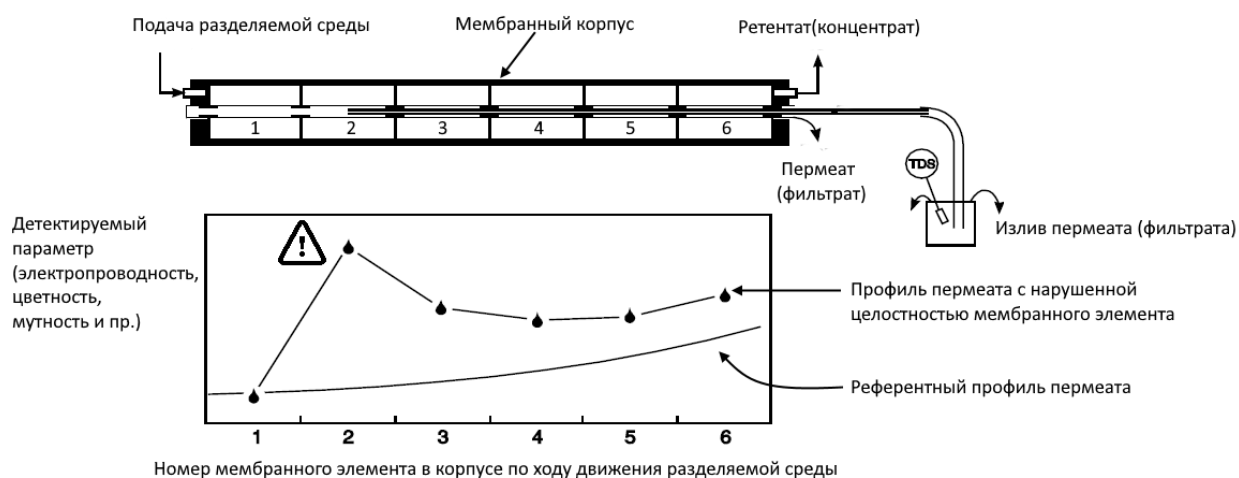 Подача разделяемой среды
Мембранный корпус
Ретентат(концентрат)
1 2 3 4 5 6
Пермеат
(фильтрат)
TDS
Излив пермеата (фильтрата)
Детектируемый
параметр
(электропроводность,
цветность,
мутность и пр.)
!
Профиль пермеата с нарушенной
целостностью мембранного элемента
Референтный профиль пермеата
1 2 3 4 5 6
Номер мембранного элемента в корпусе по ходу движения разделяемой среды